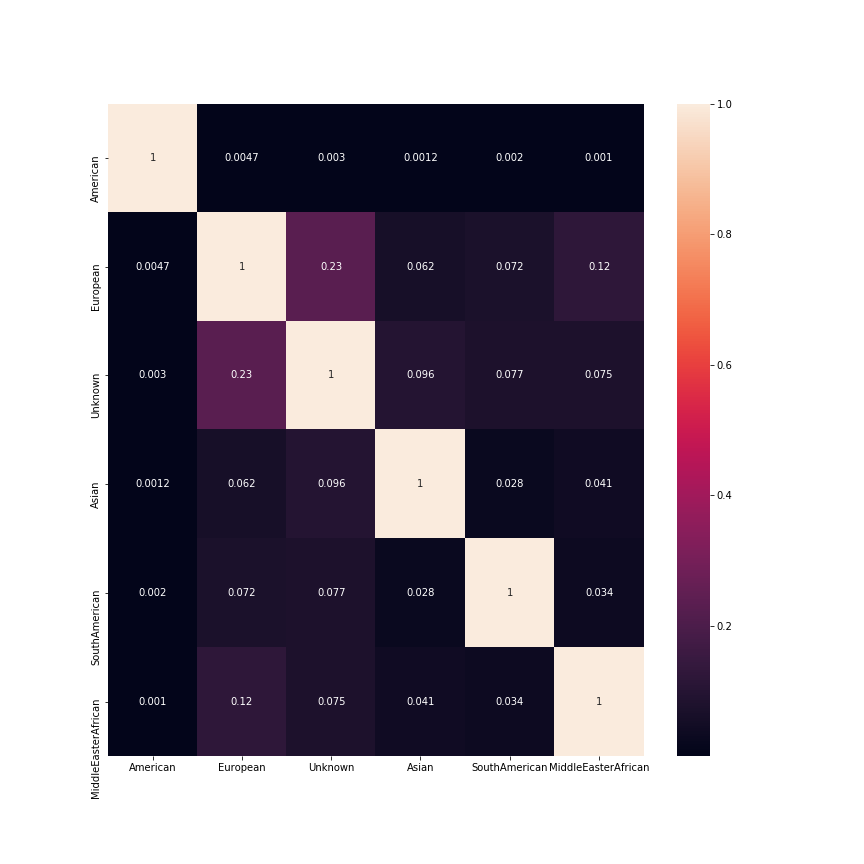 American 1 0.0047 0.003 0.0012 0.002 0.001
European 0.0047 1 0.23 0.062 0.072 0.12
Unknown 0.003 0.23 1 0.096 0.077 0.075
Asian 0.0012 0.062 0.096 1 0.028 0.041
SouthAmerican 0.002 0.072 0.077 0.028 1 0.034
MiddleEasterAfrican 0.001 0.12 0.075 0.041 0.034 1
American European Unknown Asian SouthAmerican MiddleEasterAfrican
1.0
0.8
0.6
0.4
0.2